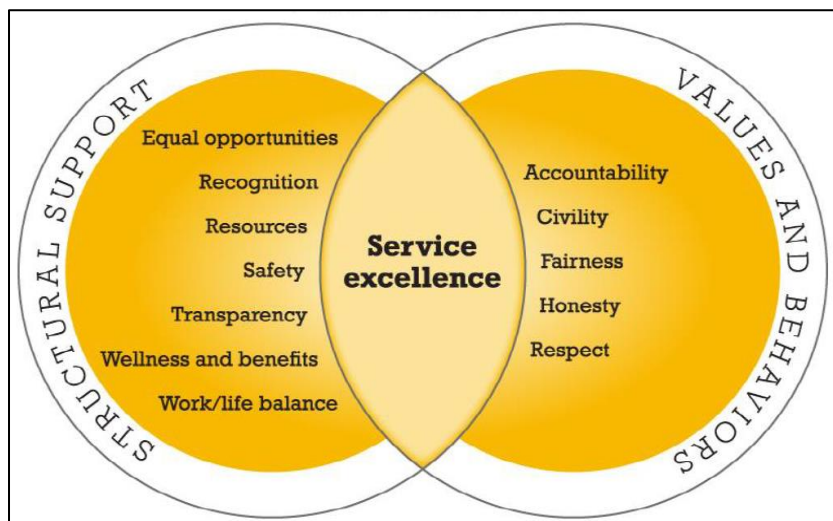 STRUCTURAL SUPPORT
Equal opportunities
Recognition
Resources
Safety
Transparency
Wellness and benefits
Work/life balance
Service
excellence
Accountability
Civility
Fairness
Honesty
Respect
VALUES AND BEHAVIORS